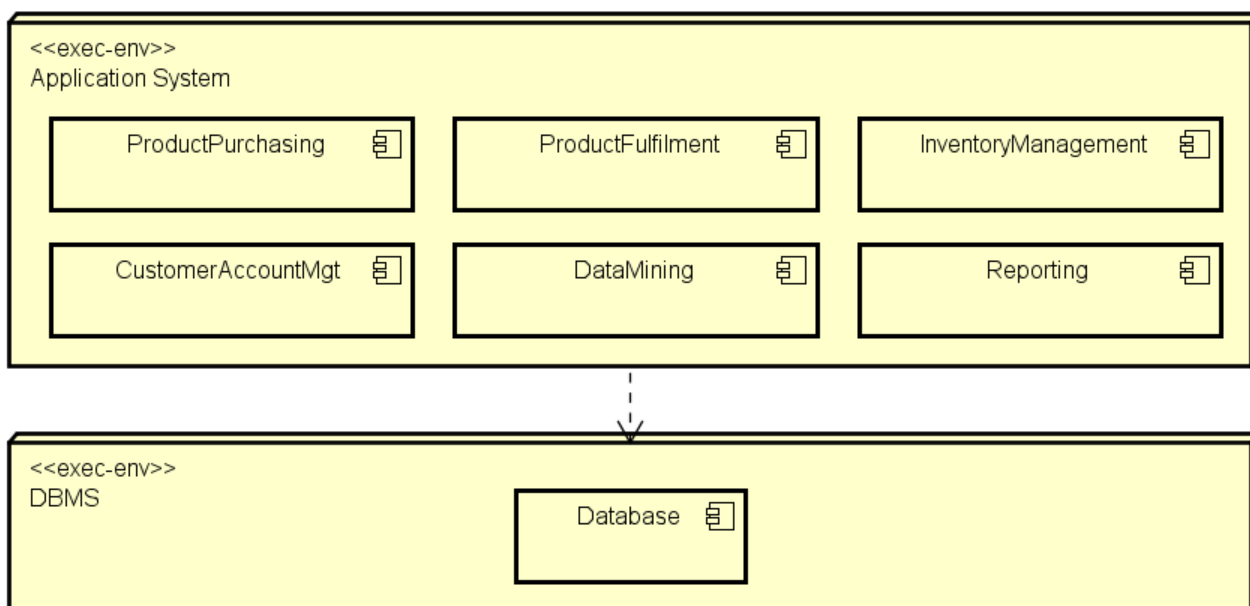 <<exec-env>>
Application System
ProductPurchasing
ProductFulfilment
InventoryManagement
CustomerAccountMgt
DataMining
Reporting
<<exec-env>>
DBMS
Database